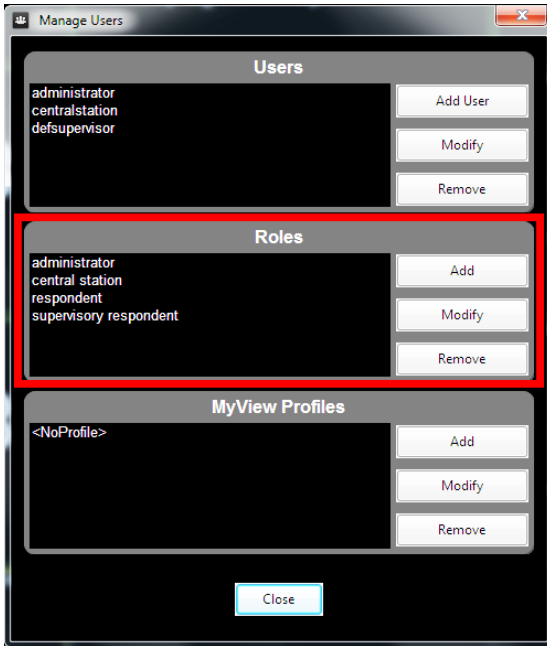 Manage Users
Users
administrator
centralstation
defsupervisor
Add User
Modify
Remove
Roles
administrator
central station
respondent
supervisory respondent
Add
Modify
Remove
MyView Profiles
<NoProfile>
Add
Modify
Remove
Close